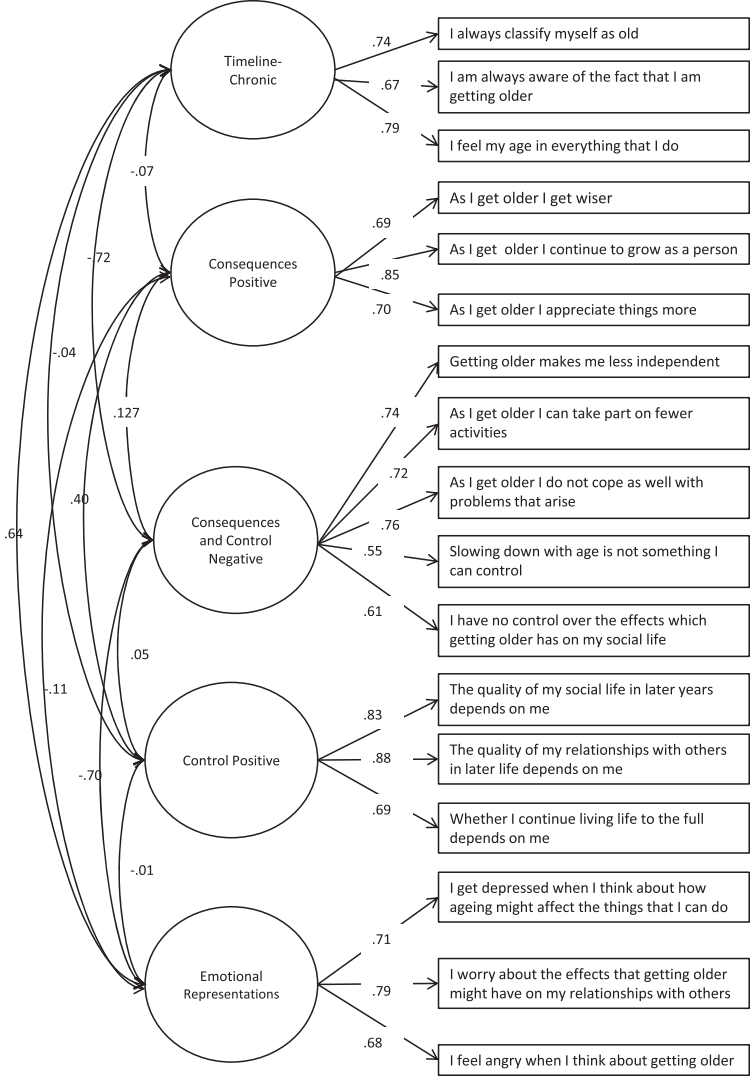 Timeline-
Chronic
.74
I always classify myself as old
.67
I am always aware of the fact that I am
getting older
.79
I feel my age in everything that I do
-.07
Consequences
Positive
.69
As I get older I get wiser
.85
As I get  older I continue to grow as a person
.70
As I get older I appreciate things more
-.72
-.04
.127
.40
.64
Consequences
and Control
Negative
.74
Getting older makes me less independent
.72
As I get older I can take part on fewer
activities
.76
As I get older I do not cope as well with
problems that arise
.55
Slowing down with age is not something I
can control
.61
I have no control over the effects which
getting older has on my social life
.05
-.11
-.70
Control Positive
.83
The quality of my social life in later years
depends on me
.88
The quality of my relationships with others
in later life depends on me
.69
Whether I continue living life to the full
depends on me
-.01
Emotional
Representations
.71
I get depressed when I think about how
ageing might affect the things that I can do
.79
I worry about the effects that getting older
might have on my relationships with others
.68
I feel angry when I think about getting older